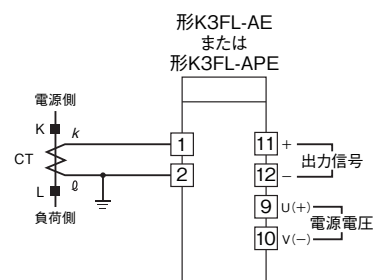 形K3FL-AE
または
形K3FL-APE
電源側
K k
CT
L ℓ
負荷側
1
2
11 +
12 −
出力信号
9 U(+)
10 V(−)
電源電圧